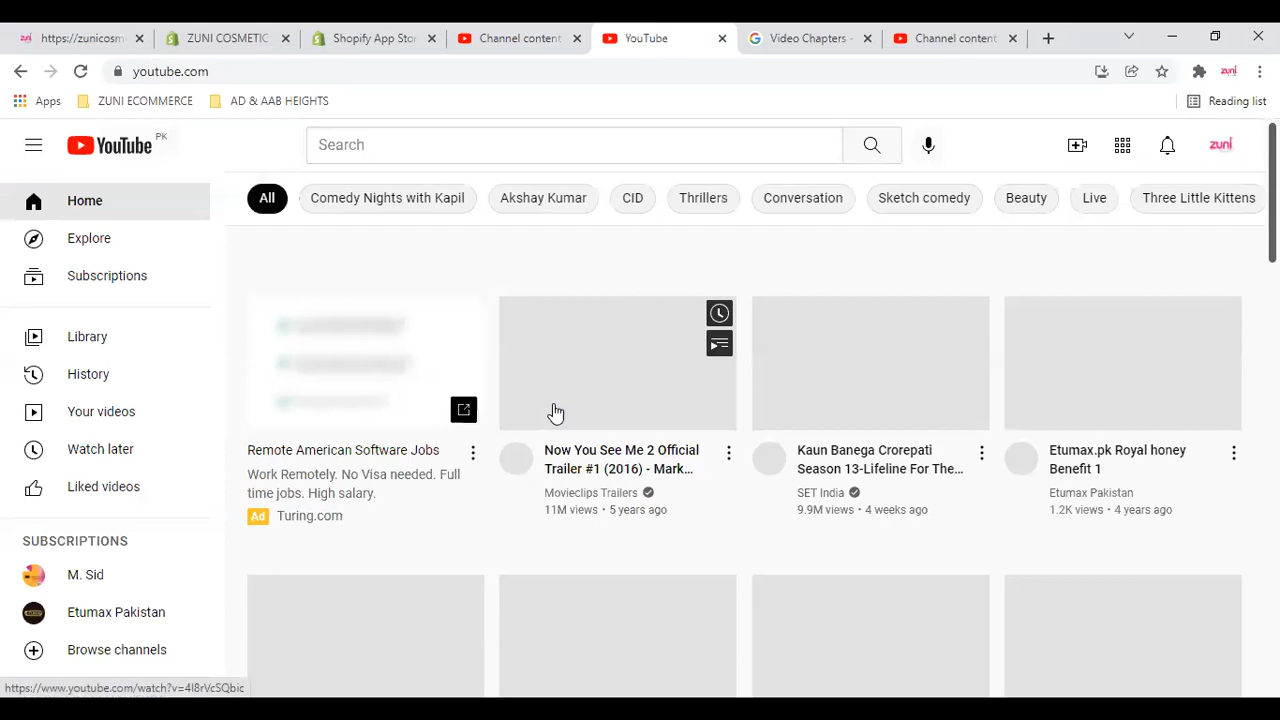 zuni https://zunicosm
ZUNI COSMETIC
Shopify App Stor
Channel content
YouTube
Video Chapters -
Channel content
youtube.com
zuni
Apps
ZUNI ECOMMERCE
AD & AAB HEIGHTS
Reading list
YouTube PK
Search
zuni
All
Comedy Nights with Kapil
Akshay Kumar
CID
Thrillers
Conversation
Sketch comedy
Beauty
Live
Three Little Kittens
Home
Explore
Subscriptions
Library
History
Your videos
Watch later
Liked videos
SUBSCRIPTIONS
M. Sid
Etumax Pakistan
Browse channels
Remote American Software Jobs
Work Remotely. No Visa needed. Full
time jobs. High salary.
Ad Turing.com
Now You See Me 2 Official
Trailer #1 (2016) - Mark...
Movieclips Trailers
11M views • 5 years ago
Kaun Banega Crorepati
Season 13-Lifeline For The...
SET India
9.9M views • 4 weeks ago
Etumax.pk Royal honey
Benefit 1
Etumax Pakistan
1.2K views • 4 years ago
https://www.youtube.com/watch?v=4I8rVcSQbic